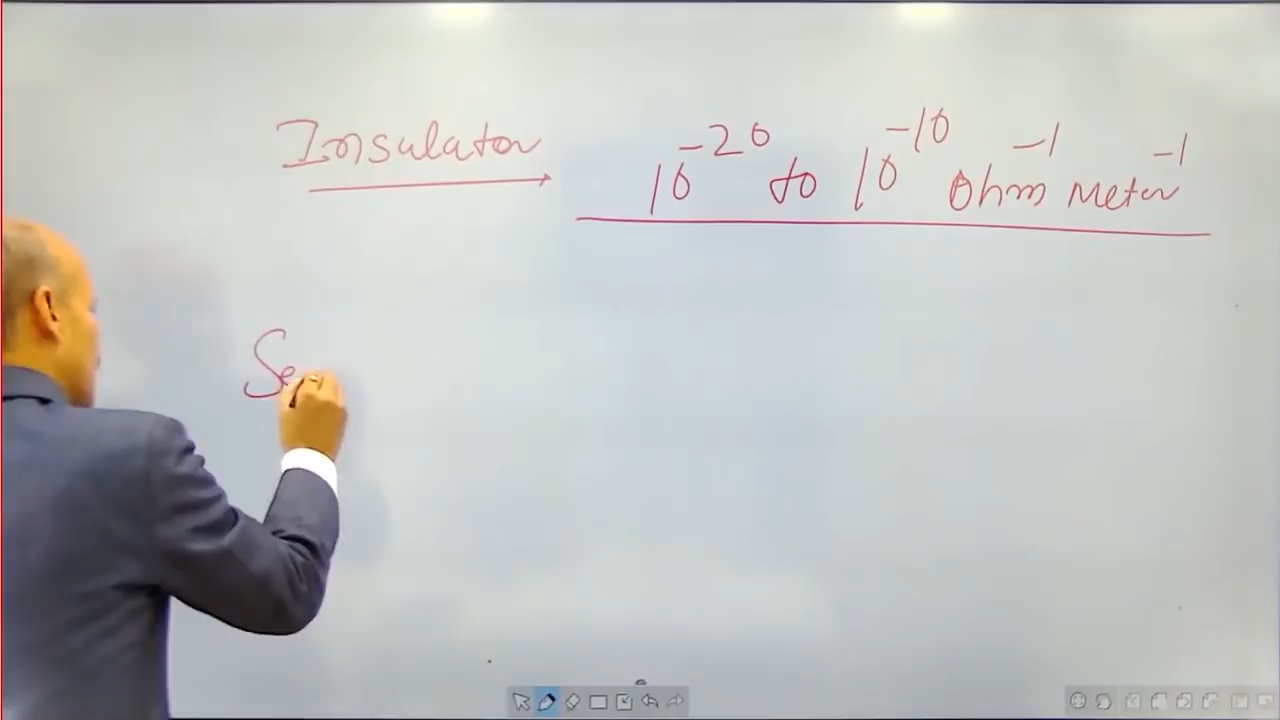 Insulator → 10⁻²⁰ to 10⁻¹⁰ Ohm⁻¹ Meter⁻¹
Se